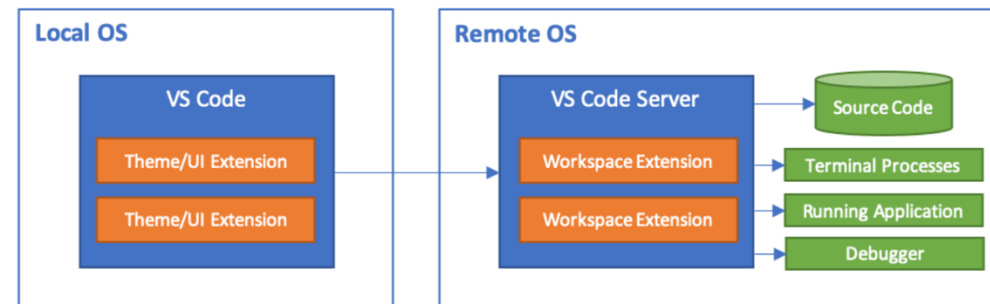 Local OS
VS Code
Theme/UI Extension
Theme/UI Extension
Remote OS
VS Code Server
Workspace Extension
Workspace Extension
Source Code
Terminal Processes
Running Application
Debugger